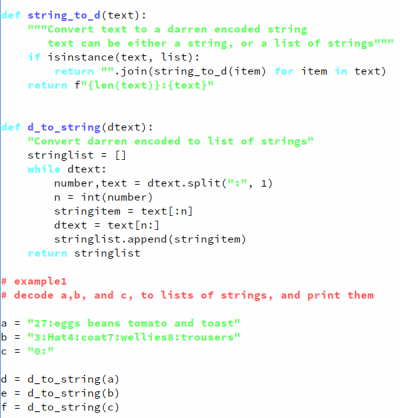 def string_to_d(text):
    """Convert text to a darren encoded string
       text can be either a string, or a list of strings"""
    if isinstance(text, list):
        return "".join(string_to_d(item) for item in text)
    return f"{len(text)}:{text}"

def d_to_string(dtext):
    "Convert darren encoded to list of strings"
    stringlist = []
    while dtext:
        number,text = dtext.split(":", 1)
        n = int(number)
        stringitem = text[:n]
        dtext = text[n:]
        stringlist.append(stringitem)
    return stringlist

# example1
# decode a,b, and c, to lists of strings, and print them

a = "27:eggs beans tomato and toast"
b = "3:Hat4:coat7:wellies8:trousers"
c = "0:"

d = d_to_string(a)
e = d_to_string(b)
f = d_to_string(c)